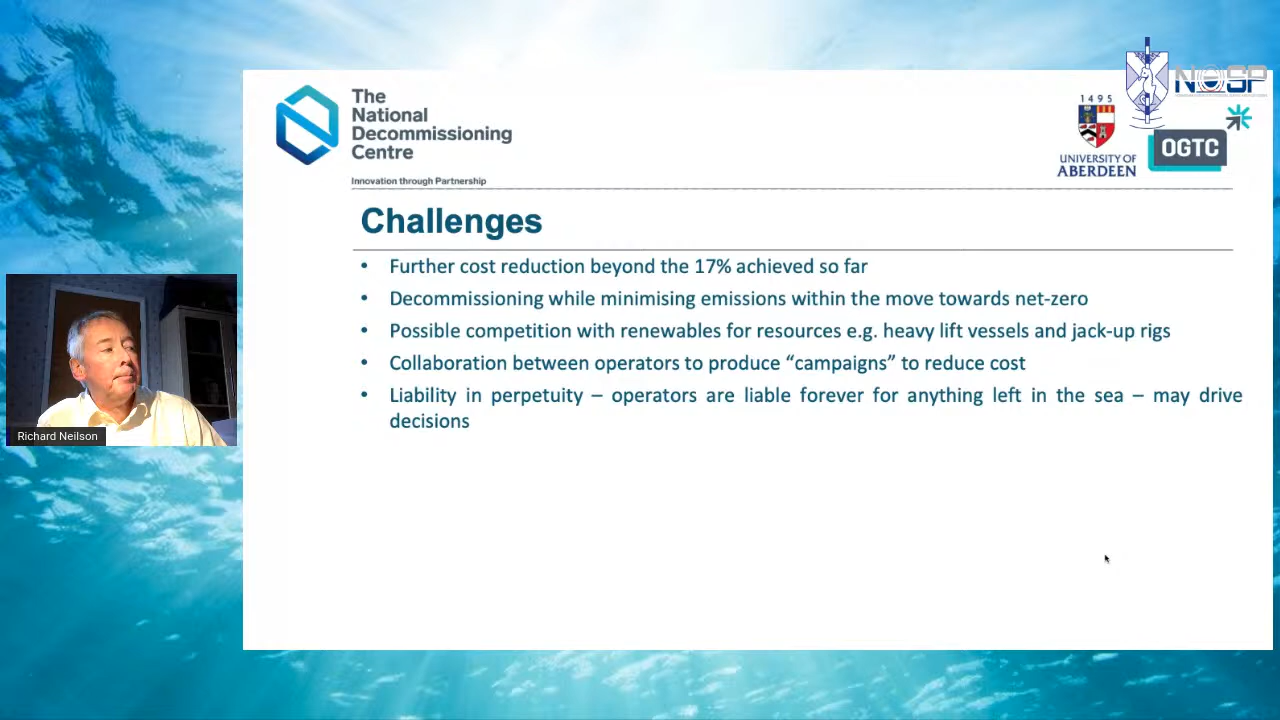 The
National
Decommissioning
Centre
Innovation through Partnership
1495
UNIVERSITY OF
ABERDEEN
OGTC
Challenges
• Further cost reduction beyond the 17% achieved so far
• Decommissioning while minimising emissions within the move towards net-zero
• Possible competition with renewables for resources e.g. heavy lift vessels and jack-up rigs
• Collaboration between operators to produce “campaigns” to reduce cost
• Liability in perpetuity – operators are liable forever for anything left in the sea – may drive
decisions
Richard Neilson